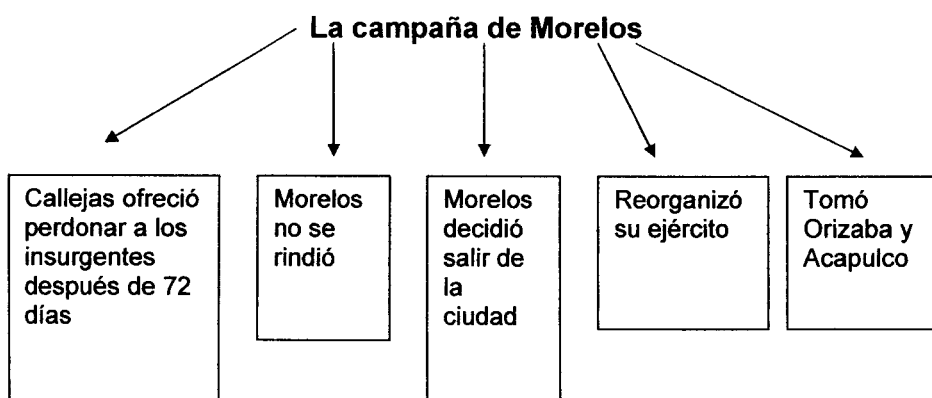 La campaña de Morelos
Callejas ofreció
perdonar a los
insurgentes
después de 72
días
Morelos
no se
rindió
Morelos
decidió
salir de
la
ciudad
Reorganizó
su ejército
Tomó
Orizaba y
Acapulco